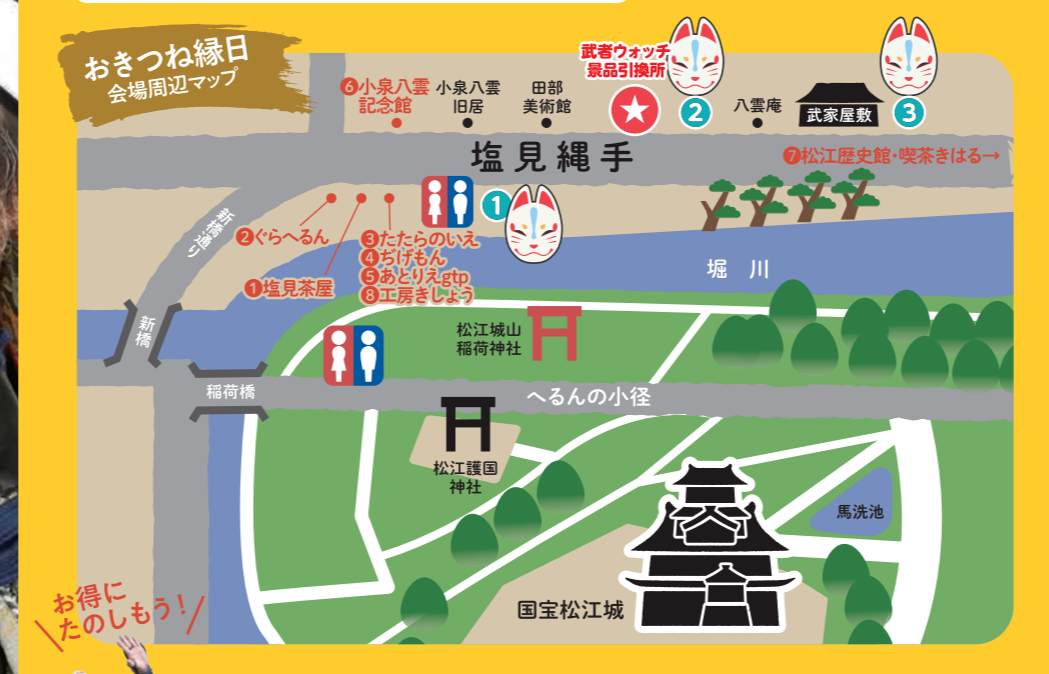 おきつね縁日
会場周辺マップ
武者ウォッチ
景品引換所
❻小泉八雲
記念館
小泉八雲
旧居
田部
美術館
★
2
八雲庵
武家屋敷
3
塩見縄手
❼松江歴史館・喫茶きはる→
新橋通り
1
❷ぐらへるん
❶塩見茶屋
❸たたらのいえ
❹ぢげもん
❺あとりえgtp
❽工房きしょう
堀川
新橋
松江城山
稲荷神社
稲荷橋
へるんの小径
松江護国
神社
馬洗池
国宝松江城
お得に
たのしもう!